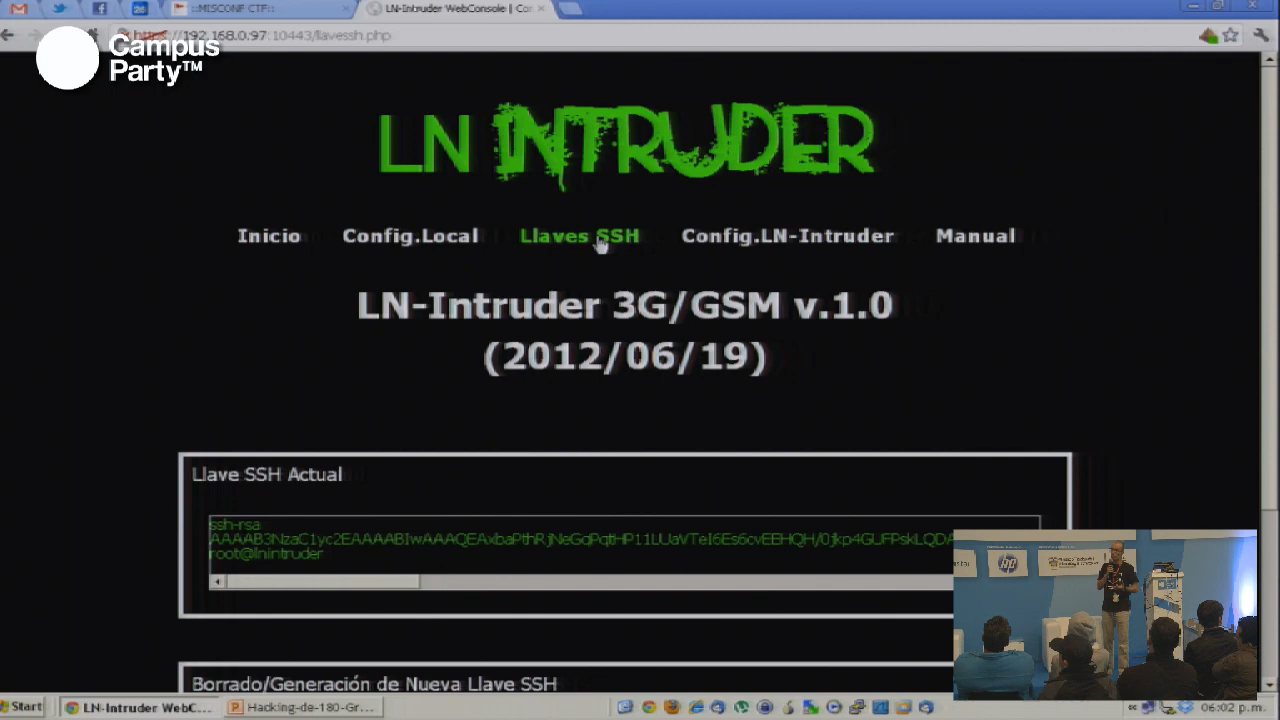 ::MISCONF CTF::
LN-Intruder WebConsole | Co
https://192.168.0.97:10443/llavessh.php
Campus
Party™
LN INTRUDER
Inicio
Config.Local
Llaves SSH
Config.LN-Intruder
Manual
LN-Intruder 3G/GSM v.1.0
(2012/06/19)
Llave SSH Actual
ssh-rsa
root@lnintruder
hp
Borrado/Generación de Nueva Llave SSH
Start
LN-Intruder WebC...
Hacking-de-180-Gr...
06:02 p.m.